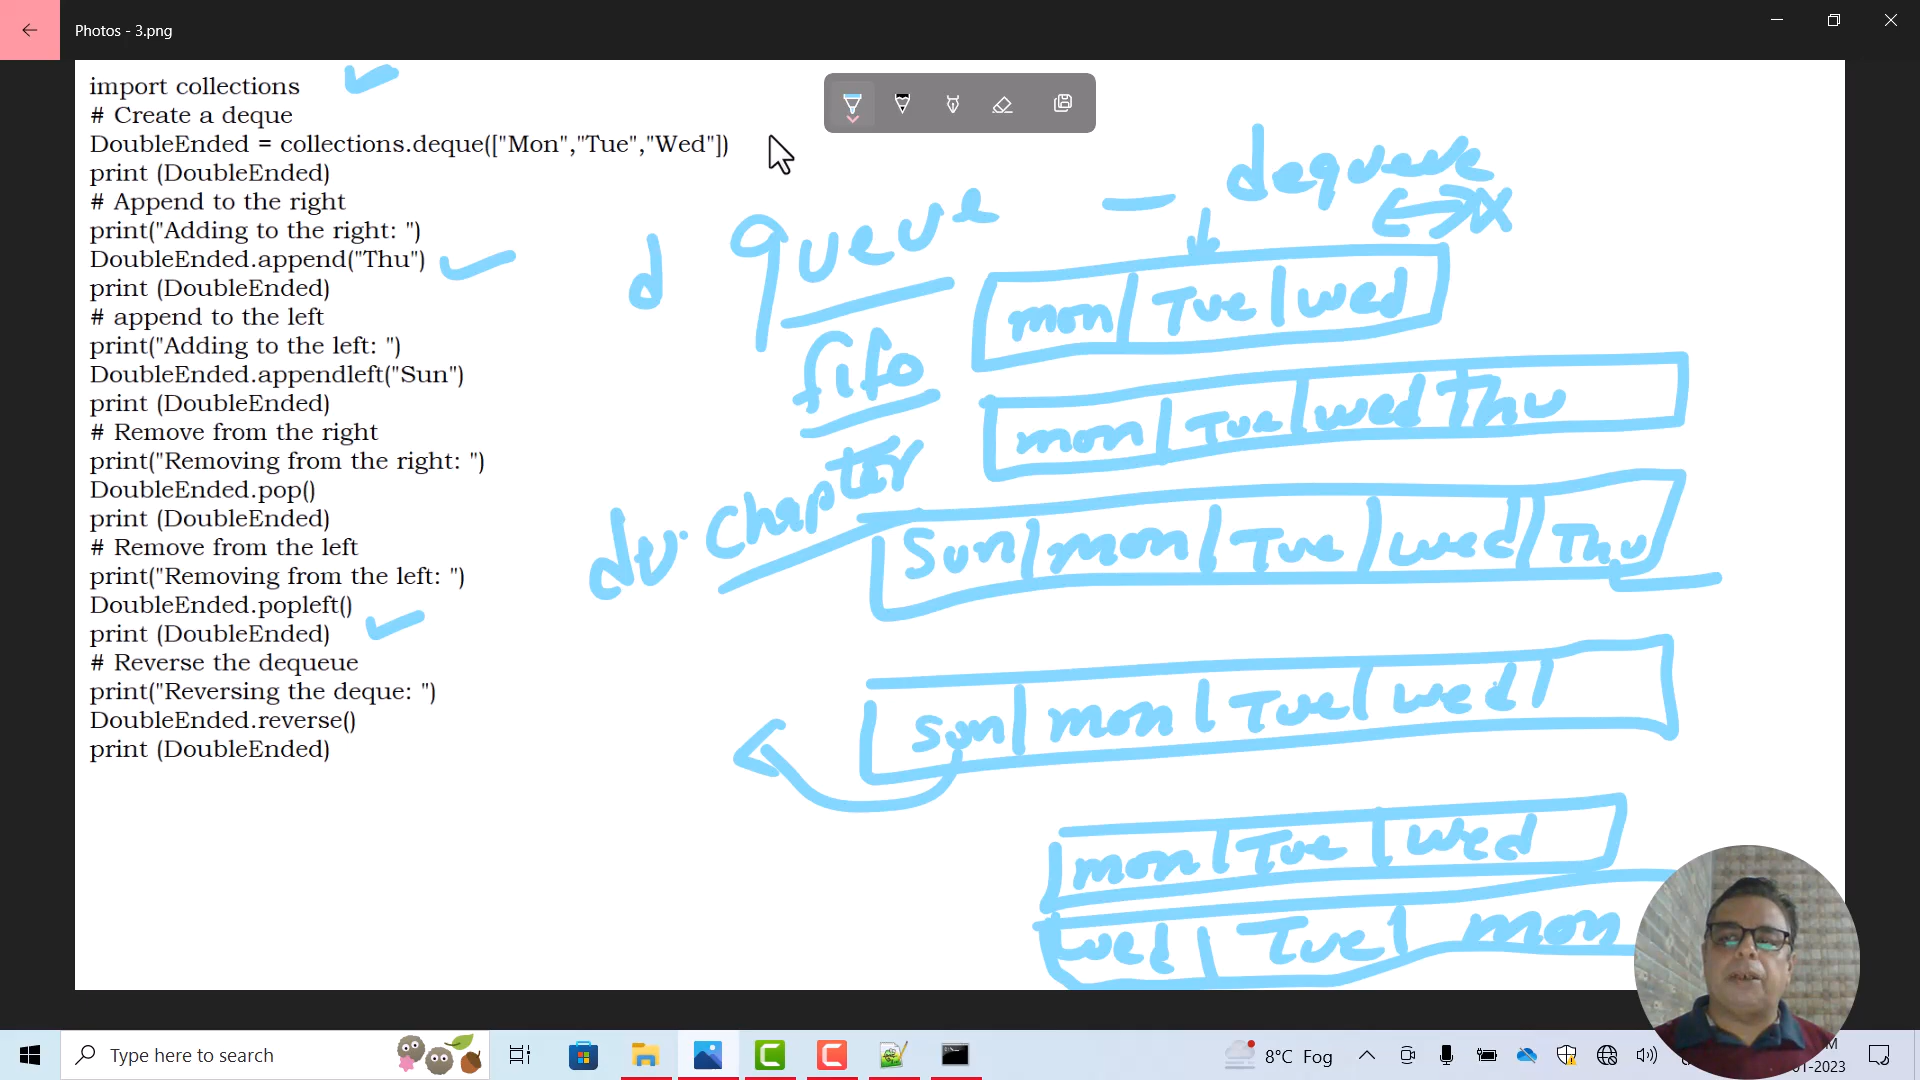 Photos - 3.png
import collections
# Create a deque
DoubleEnded = collections.deque(["Mon","Tue","Wed"])
print (DoubleEnded)
# Append to the right
print("Adding to the right: ")
DoubleEnded.append("Thu")
print (DoubleEnded)
# append to the left
print("Adding to the left: ")
DoubleEnded.appendleft("Sun")
print (DoubleEnded)
# Remove from the right
print("Removing from the right: ")
DoubleEnded.pop()
print (DoubleEnded)
# Remove from the left
print("Removing from the left: ")
DoubleEnded.popleft()
print (DoubleEnded)
# Reverse the dequeue
print("Reversing the deque: ")
DoubleEnded.reverse()
print (DoubleEnded)
d queue - dequeue
fifo
chapter
mon Tue wed
mon Tue wed Thu
Sun mon Tue wed Thu
sun mon Tue wed
mon Tue wed
wed Tue mon
Type here to search
8°C Fog